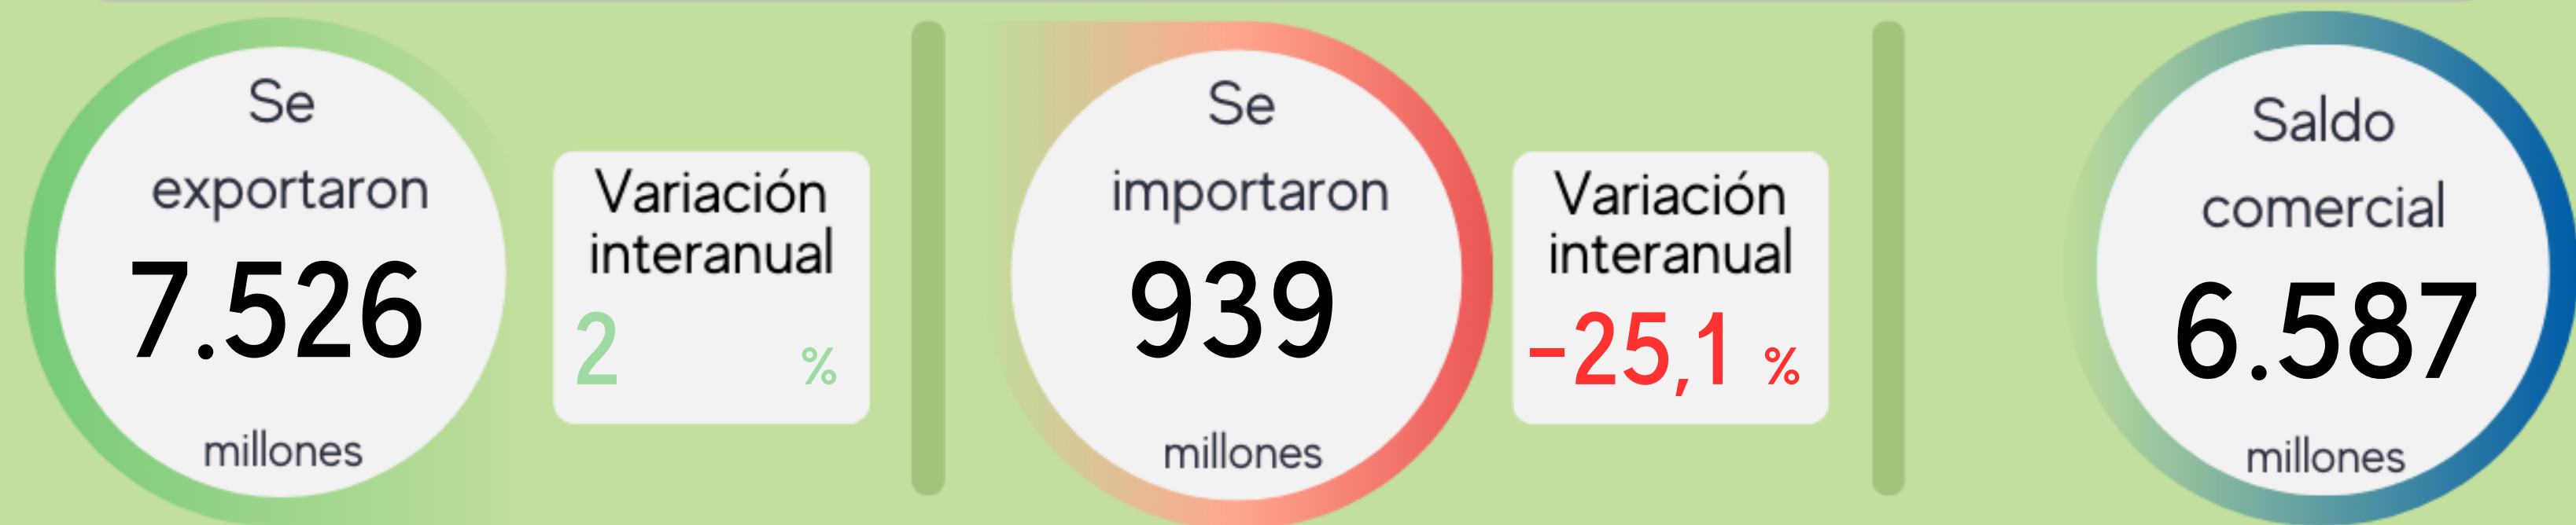 Se
exportaron
7.526
millones
Variación
interanual
2 %
Se
importaron
939
millones
Variación
interanual
-25,1 %
Saldo
comercial
6.587
millones